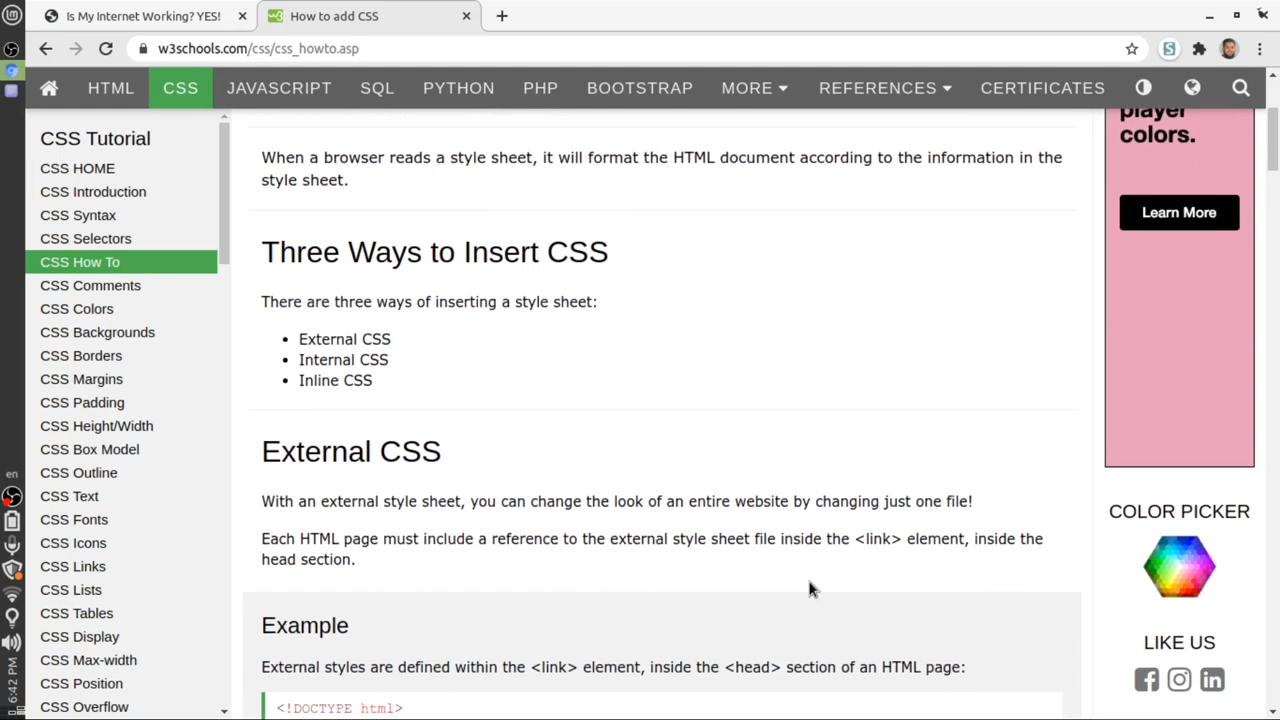 Is My Internet Working? YES!
How to add CSS
w3schools.com/css/css_howto.asp
HTML CSS JAVASCRIPT SQL PYTHON PHP BOOTSTRAP MORE REFERENCES CERTIFICATES
CSS Tutorial
CSS HOME
CSS Introduction
CSS Syntax
CSS Selectors
CSS How To
CSS Comments
CSS Colors
CSS Backgrounds
CSS Borders
CSS Margins
CSS Padding
CSS Height/Width
CSS Box Model
CSS Outline
CSS Text
CSS Fonts
CSS Icons
CSS Links
CSS Lists
CSS Tables
CSS Display
CSS Max-width
CSS Position
CSS Overflow
When a browser reads a style sheet, it will format the HTML document according to the information in the
style sheet.
Three Ways to Insert CSS
There are three ways of inserting a style sheet:
External CSS
Internal CSS
Inline CSS
External CSS
With an external style sheet, you can change the look of an entire website by changing just one file!
Each HTML page must include a reference to the external style sheet file inside the <link> element, inside the
head section.
Example
External styles are defined within the <link> element, inside the <head> section of an HTML page:
<!DOCTYPE html>
player
colors.
Learn More
COLOR PICKER
LIKE US
en
6:42 PM